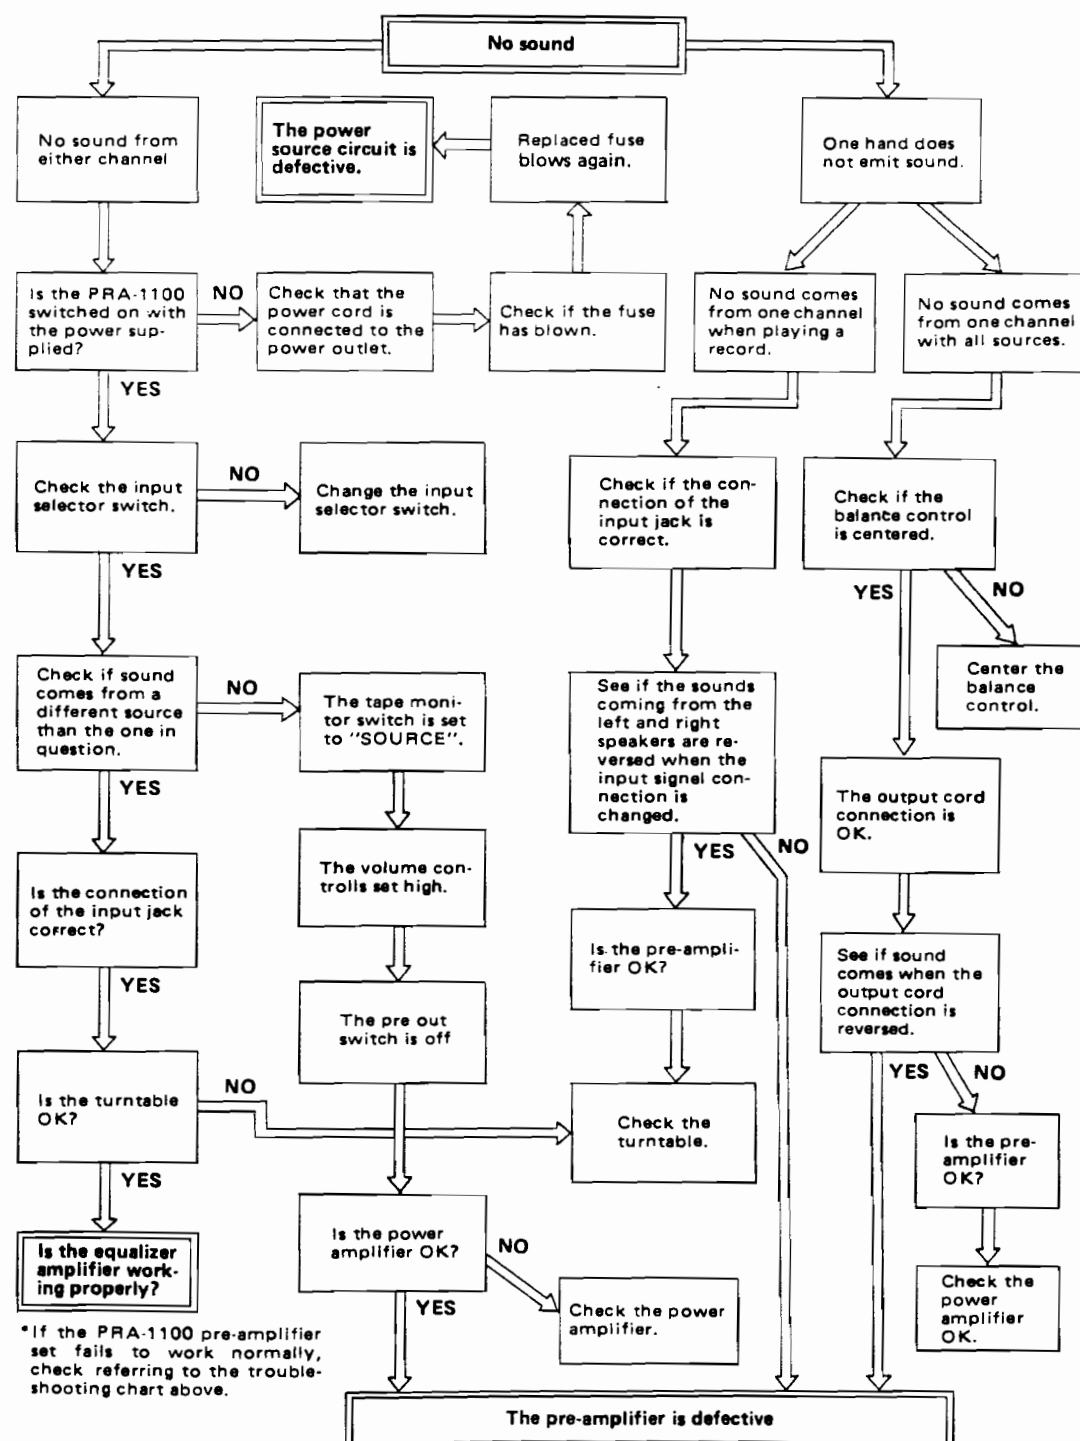 No sound
No sound from
either channel
The power
source circuit is
defective.
Replaced fuse
blows again.
One hand does
not emit sound.
Is the PRA-1100
switched on with
the power sup-
plied?
NO
Check that the
power cord is
connected to the
power outlet.
Check if the fuse
has blown.
No sound comes
from one channel
when playing a
record.
No sound comes
from one channel
with all sources.
YES
Check the input
selector switch.
NO
Change the input
selector switch.
Check if the con-
nection of the
input jack is
correct.
Check if the
balance control
is centered.
YES
YES
NO
Center the
balance
control.
Check if sound
comes from a
different source
than the one in
question.
NO
The tape moni-
tor switch is set
to "SOURCE".
See if the sounds
coming from the
left and right
speakers are re-
versed when the
input signel con-
nection is
changed.
YES
The output cord
connection is
OK.
YES
NO
The volume con-
trolls set high.
Is the connection
of the input jack
correct?
Is the pre-ampli-
fier OK?
See if sound
comes when the
output cord
connection is
reversed.
YES
The pre out
switch is off
YES
NO
Is the turntable
OK?
NO
Check the
turntable.
Is the pre-
amplifier
OK?
YES
Is the power
amplifier OK?
NO
Is the equalizer
amplifier work-
ing properly?
Check the power
amplifier.
Check the
power
amplifier
OK.
YES
*If the PRA-1100 pre-amplifier
set fails to work normally,
check referring to the trouble-
shooting chart above.
The pre-amplifier is defective